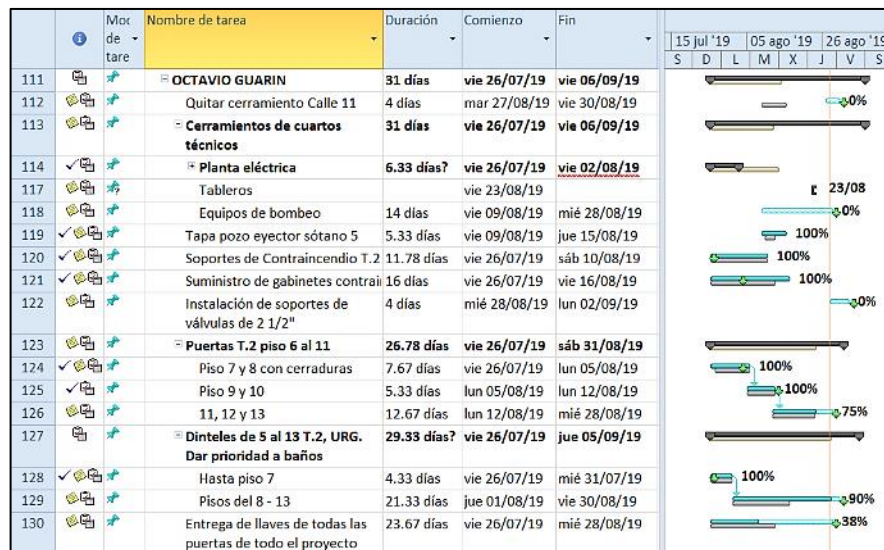 Moc de tare Nombre de tarea Duración Comienzo Fin
15 jul '19 05 ago '19 26 ago '19
S D L M X J V S
111 OCTAVIO GUARIN 31 días vie 26/07/19 vie 06/09/19
112 Quitar cerramiento Calle 11 4 días mar 27/08/19 vie 30/08/19 0%
113 Cerramientos de cuartos 31 días vie 26/07/19 vie 06/09/19
técnicos
114 Planta eléctrica 6.33 días? vie 26/07/19 vie 02/08/19
117 Tableros vie 23/08/19 23/08
118 Equipos de bombeo 14 días vie 09/08/19 mié 28/08/19 0%
119 Tapa pozo eyector sótano 5 5.33 días vie 09/08/19 jue 15/08/19 100%
120 Soportes de Contraincendio T.2 11.78 días vie 26/07/19 sáb 10/08/19 100%
121 Suministro de gabinetes contrai 16 días vie 26/07/19 vie 16/08/19 100%
122 Instalación de soportes de 4 días mié 28/08/19 lun 02/09/19 0%
válvulas de 2 1/2"
123 Puertas T.2 piso 6 al 11 26.78 días vie 26/07/19 sáb 31/08/19
124 Piso 7 y 8 con cerraduras 7.67 días vie 26/07/19 lun 05/08/19 100%
125 Piso 9 y 10 5.33 días lun 05/08/19 lun 12/08/19 100%
126 11, 12 y 13 12.67 días lun 12/08/19 mié 28/08/19 75%
127 Dinteles de 5 al 13 T.2, URG. 29.33 días? vie 26/07/19 jue 05/09/19
Dar prioridad a baños
128 Hasta piso 7 4.33 días vie 26/07/19 mié 31/07/19 100%
129 Pisos del 8 - 13 21.33 días jue 01/08/19 vie 30/08/19 90%
130 Entrega de llaves de todas las 23.67 días vie 26/07/19 mié 28/08/19 38%
puertas de todo el proyecto